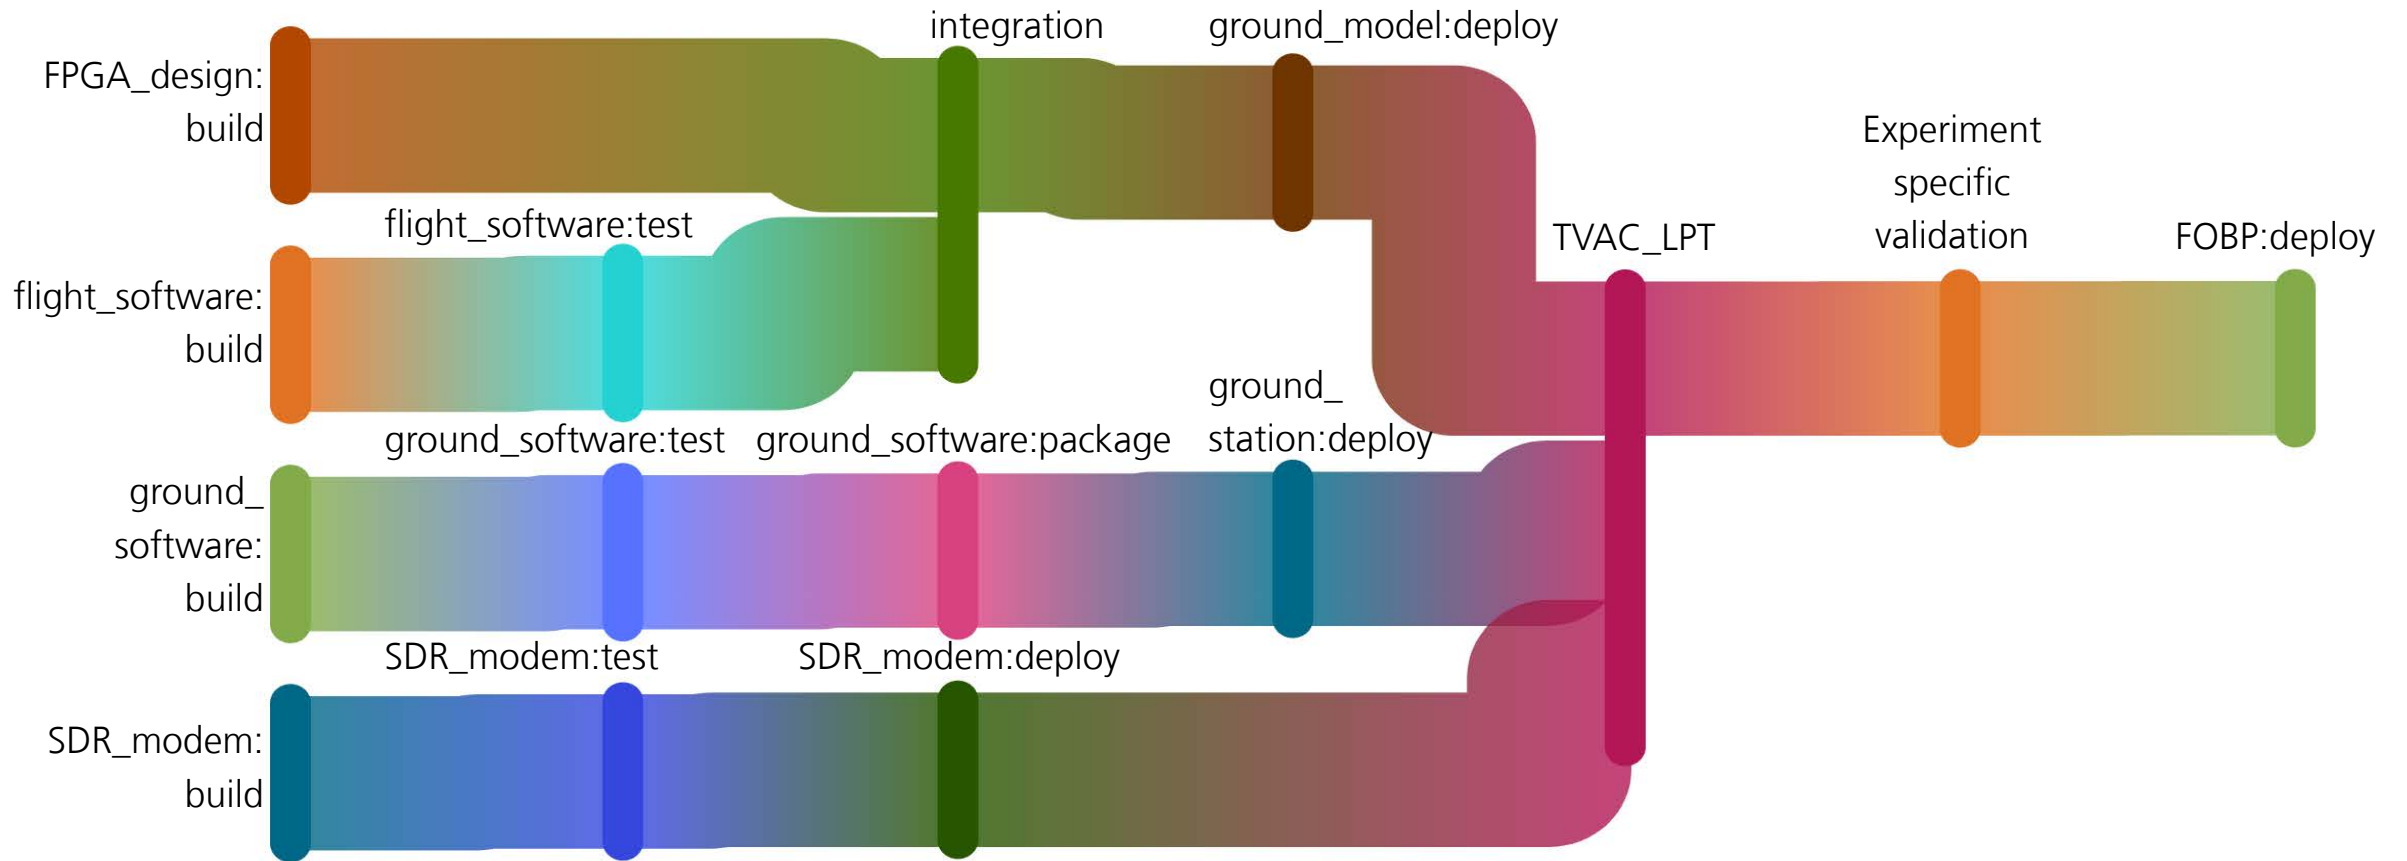 integration
ground_model:deploy
FPGA_design:
build
Experiment
specific
validation
flight_software:test
TVAC_LPT
FOBP:deploy
flight_software:
build
ground_
station:deploy
ground_software:test
ground_software:package
ground_
software:
build
SDR_modem:test
SDR_modem:deploy
SDR_modem:
build